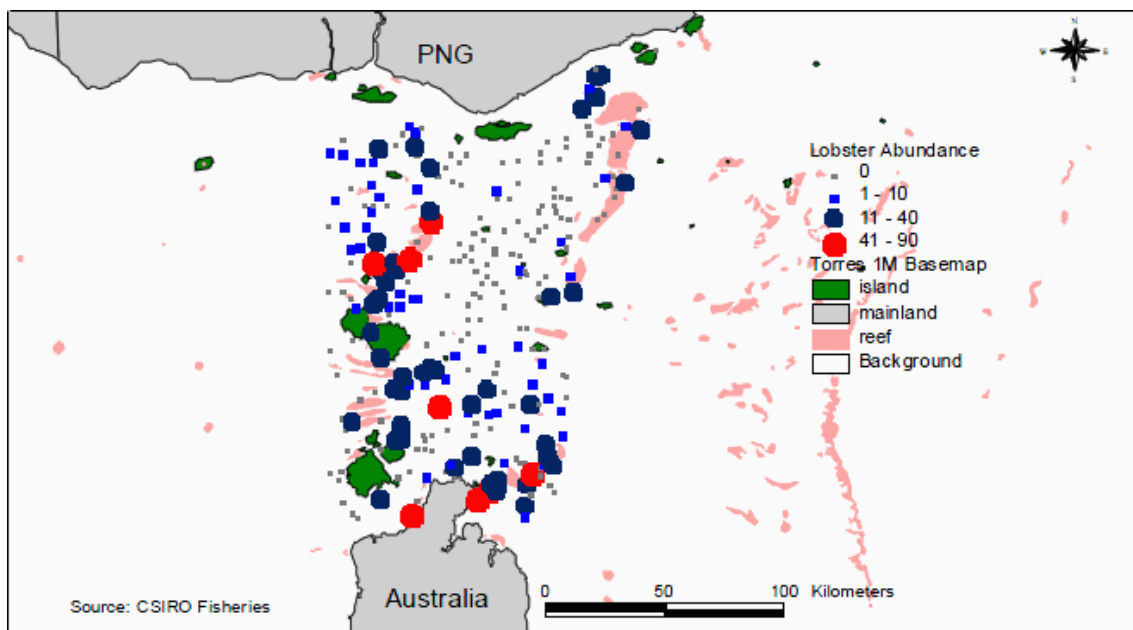 PNG
N
W
E
S
Lobster Abundance
0
1 - 10
11 - 40
41 - 90
Torres 1M Basemap
island
mainland
reef
Background
Source: CSIRO Fisheries
Australia
0 50 100 Kilometers